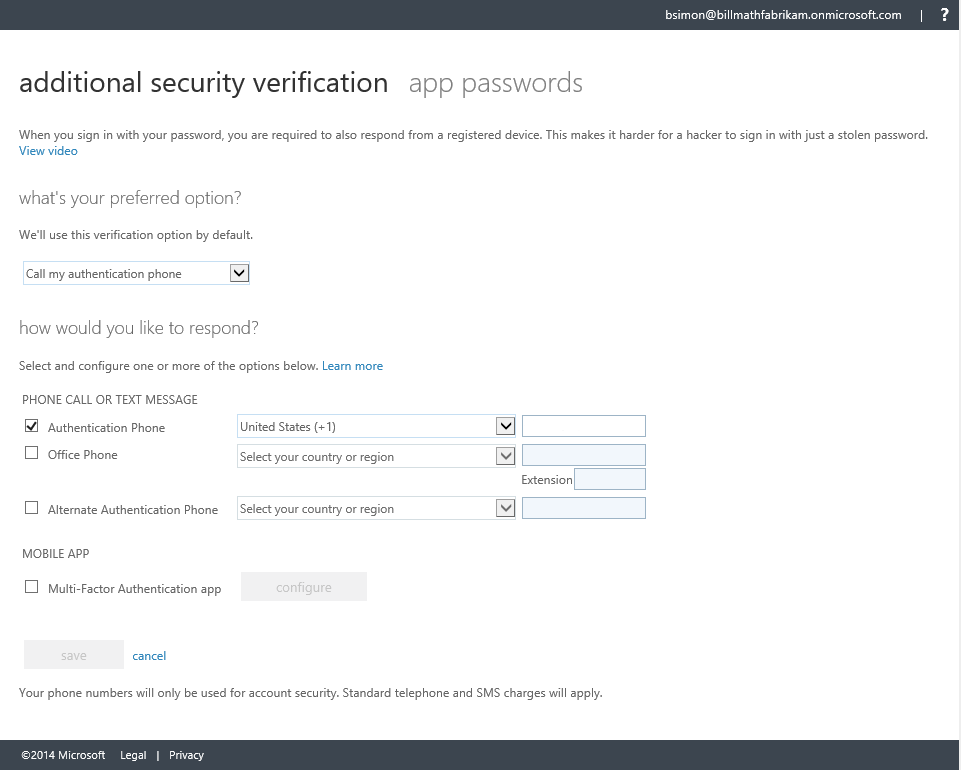 bsimon@billmathfabrikam.onmicrosoft.com | ?
additional security verification app passwords
When you sign in with your password, you are required to also respond from a registered device. This makes it harder for a hacker to sign in with just a stolen password.
View video
what's your preferred option?
We'll use this verification option by default.
Call my authentication phone
how would you like to respond?
Select and configure one or more of the options below. Learn more
PHONE CALL OR TEXT MESSAGE
Authentication Phone United States (+1)
Office Phone Select your country or region
Extension
Alternate Authentication Phone Select your country or region
MOBILE APP
Multi-Factor Authentication app configure
save cancel
Your phone numbers will only be used for account security. Standard telephone and SMS charges will apply.
©2014 Microsoft Legal | Privacy